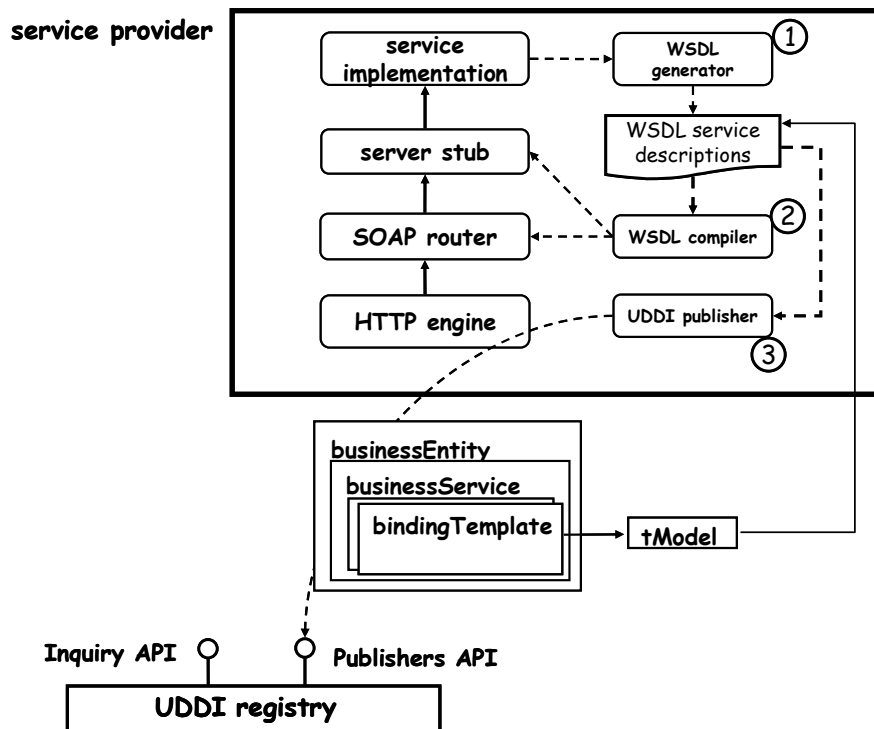 service provider
service
implementation
WSDL
generator
1
WSDL service
descriptions
server stub
SOAP router
WSDL compiler
2
HTTP engine
UDDI publisher
3
businessEntity
businessService
bindingTemplate
tModel
Inquiry API
Publishers API
UDDI registry